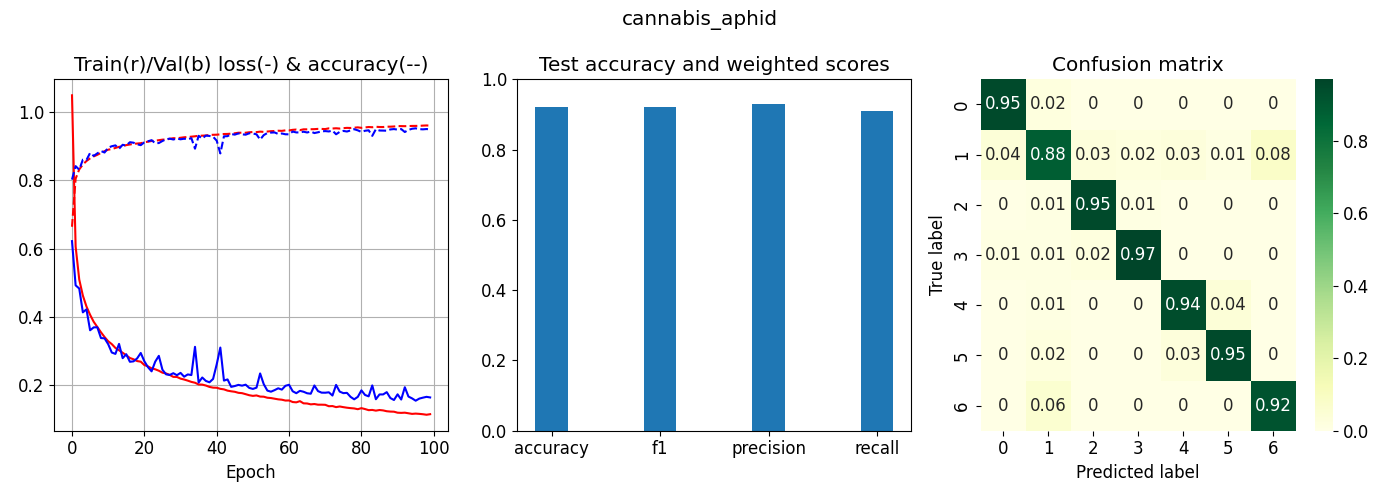 cannabis_aphid
Train(r)/Val(b) loss(-) & accuracy(--)
1.0
0.8
0.6
0.4
0.2
0 20 40 60 80 100
Epoch
Test accuracy and weighted scores
1.0
0.8
0.6
0.4
0.2
0.0
accuracy f1 precision recall
Confusion matrix
True label
0 0.95 0.02 0 0 0 0 0
1 0.04 0.88 0.03 0.02 0.03 0.01 0.08
2 0 0.01 0.95 0.01 0 0 0
3 0.01 0.01 0.02 0.97 0 0 0
4 0 0.01 0 0 0.94 0.04 0
5 0 0.02 0 0 0.03 0.95 0
6 0 0.06 0 0 0 0 0.92
0 1 2 3 4 5 6
Predicted label
0.8
0.6
0.4
0.2
0.0